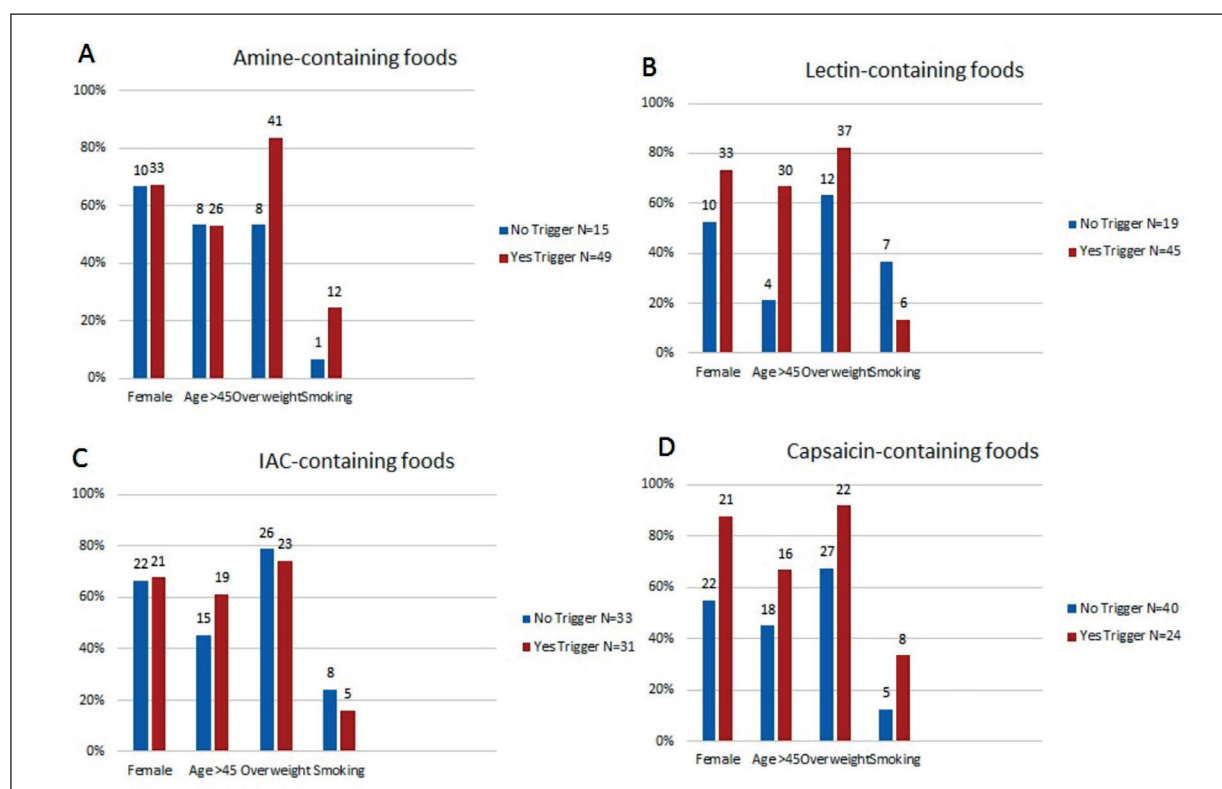 A
Amine-containing foods
100%
80%
60%
40%
20%
0%
10 33
8 26
8
41
1
12
Female Age >45 Overweight Smoking
No Trigger N=15
Yes Trigger N=49
B
Lectin-containing foods
100%
80%
60%
40%
20%
0%
10
33
4
30
12
37
7
6
Female Age >45 Overweight Smoking
No Trigger N=19
Yes Trigger N=45
C
IAC-containing foods
100%
80%
60%
40%
20%
0%
22 21
15
19
26
23
8
5
Female Age >45 Overweight Smoking
No Trigger N=33
Yes Trigger N=31
D
Capsaicin-containing foods
100%
80%
60%
40%
20%
0%
22
21
18
16
27
22
5
8
Female Age >45 Overweight Smoking
No Trigger N=40
Yes Trigger N=24